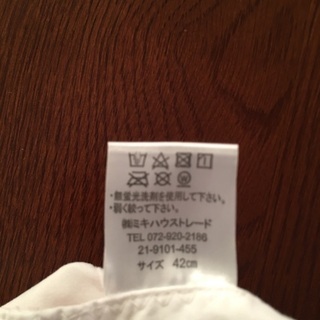 ・無蛍光洗剤を使用して下さい。
・弱く絞って下さい。
㈱ミキハウストレード
TEL 072-920-2186
21-9101-455
サイズ 42cm